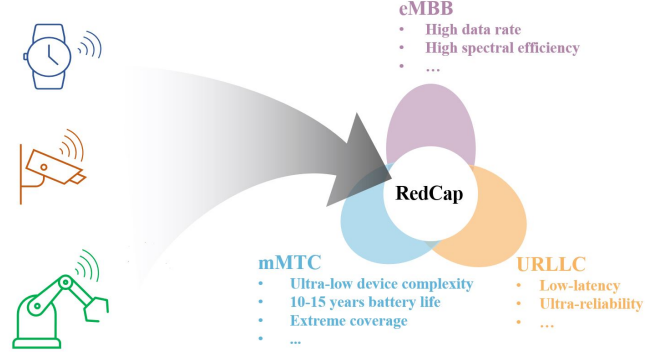 eMBB
• High data rate
• High spectral efficiency
• …
RedCap
mMTC
• Ultra-low device complexity
• 10-15 years battery life
• Extreme coverage
• ...
URLLC
• Low-latency
• Ultra-reliability
• …